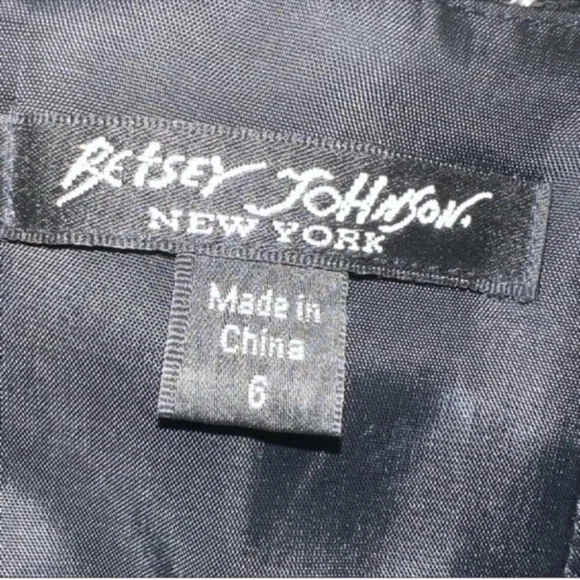 Betsey Johnson.
NEW YORK
Made in
China
6